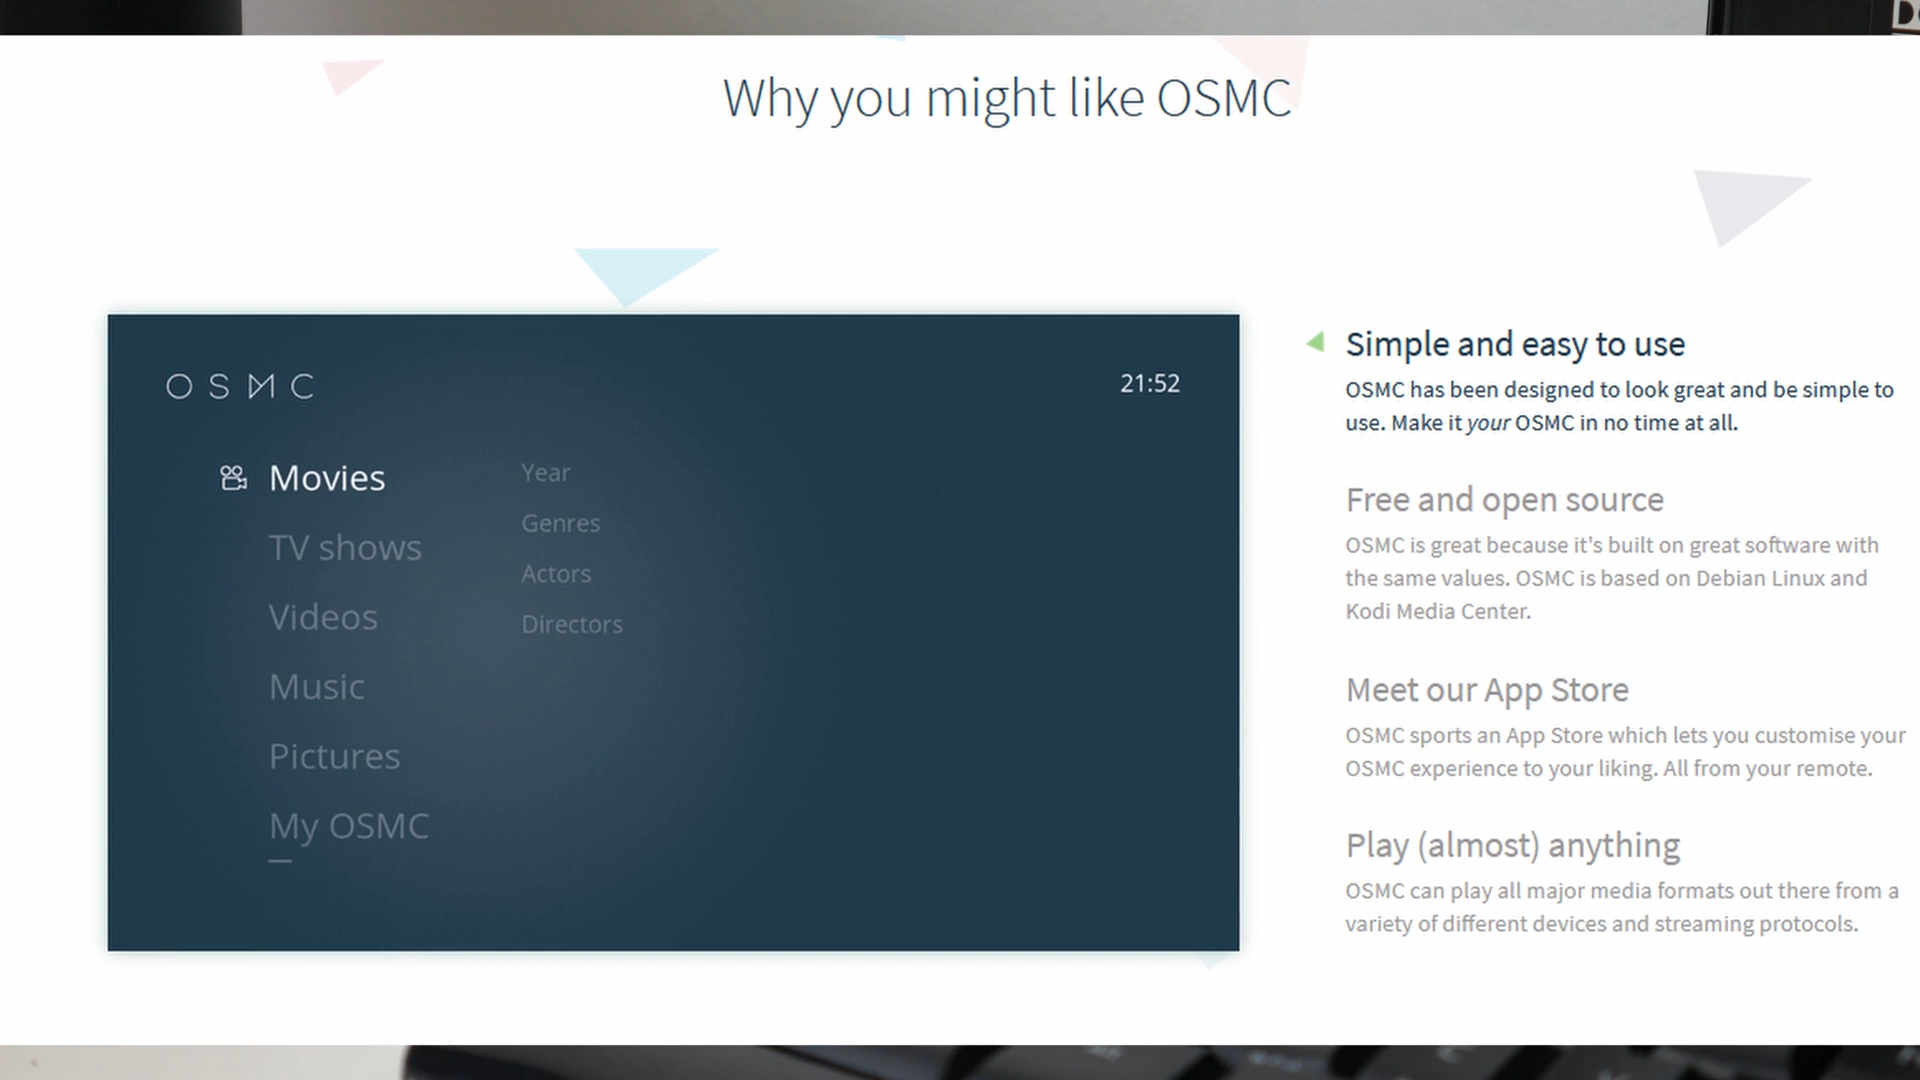 Why you might like OSMC
OSMC
21:52
Movies
TV shows
Videos
Music
Pictures
My OSMC
Year
Genres
Actors
Directors
Simple and easy to use
OSMC has been designed to look great and be simple to
use. Make it your OSMC in no time at all.
Free and open source
OSMC is great because it's built on great software with
the same values. OSMC is based on Debian Linux and
Kodi Media Center.
Meet our App Store
OSMC sports an App Store which lets you customise your
OSMC experience to your liking. All from your remote.
Play (almost) anything
OSMC can play all major media formats out there from a
variety of different devices and streaming protocols.